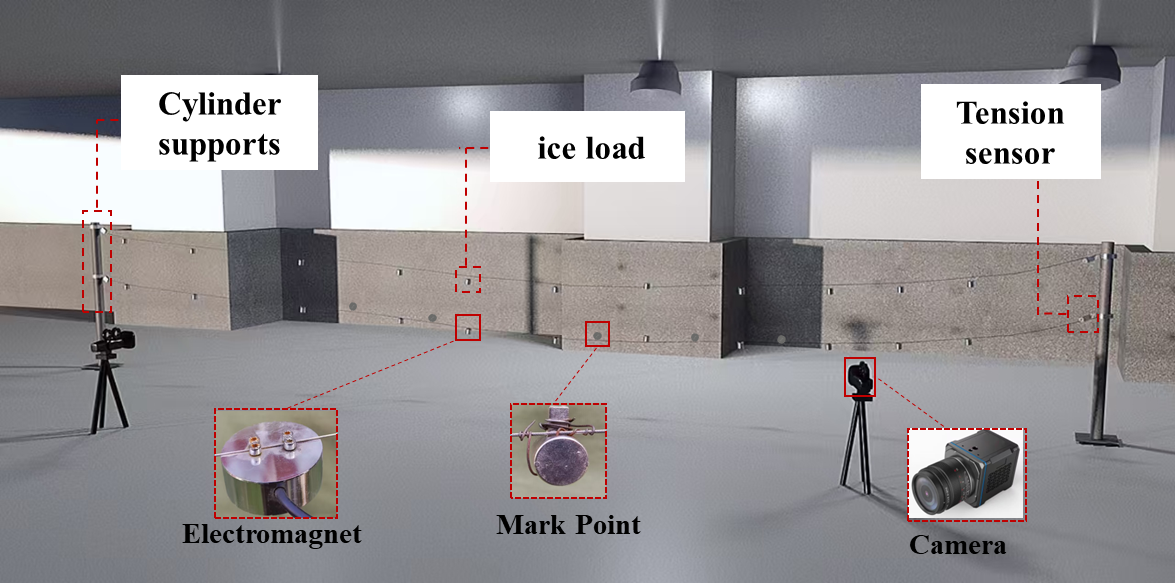 Cylinder
supports
ice load
Tension
sensor
Electromagnet
Mark Point
Camera